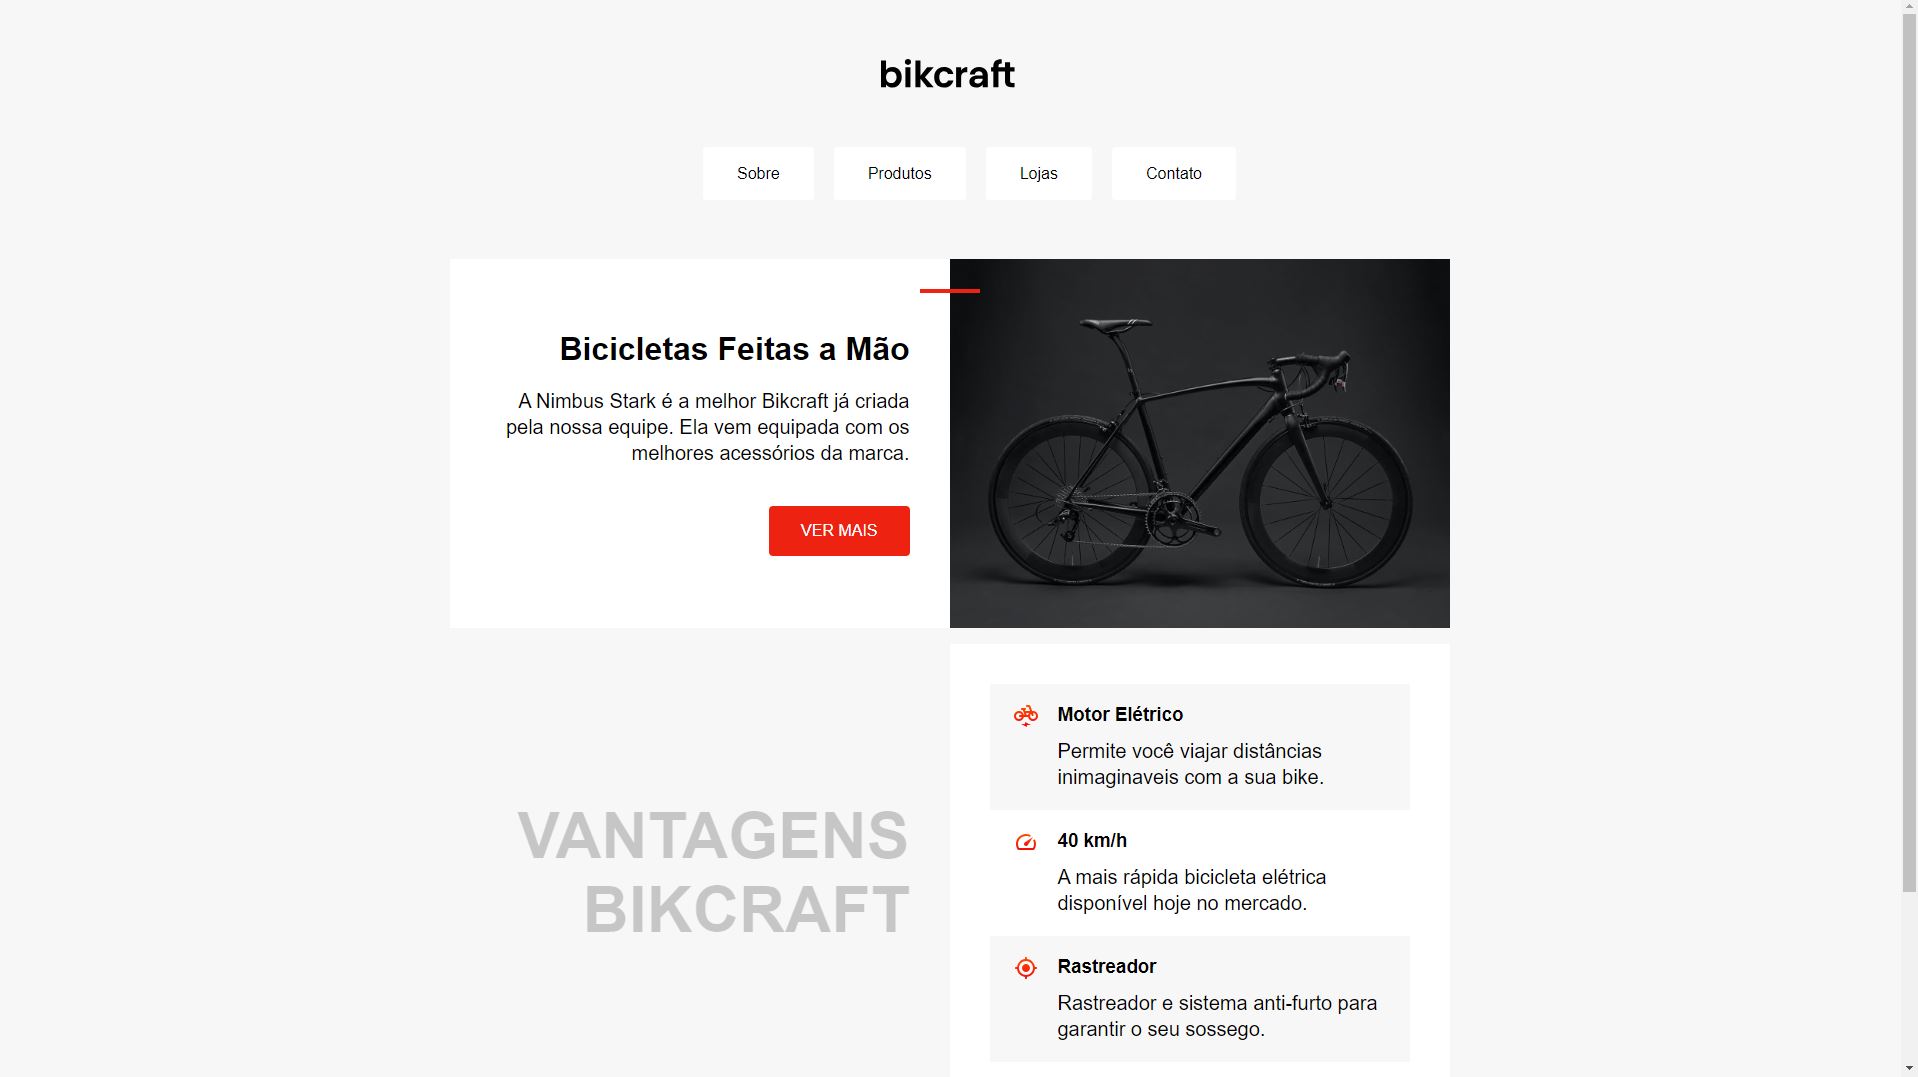 bikcraft
Sobre
Produtos
Lojas
Contato
Bicicletas Feitas a Mão
A Nimbus Stark é a melhor Bikcraft já criada
pela nossa equipe. Ela vem equipada com os
melhores acessórios da marca.
VER MAIS
VANTAGENS
BIKCRAFT
Motor Elétrico
Permite você viajar distâncias
inimaginaveis com a sua bike.
40 km/h
A mais rápida bicicleta elétrica
disponível hoje no mercado.
Rastreador
Rastreador e sistema anti-furto para
garantir o seu sossego.